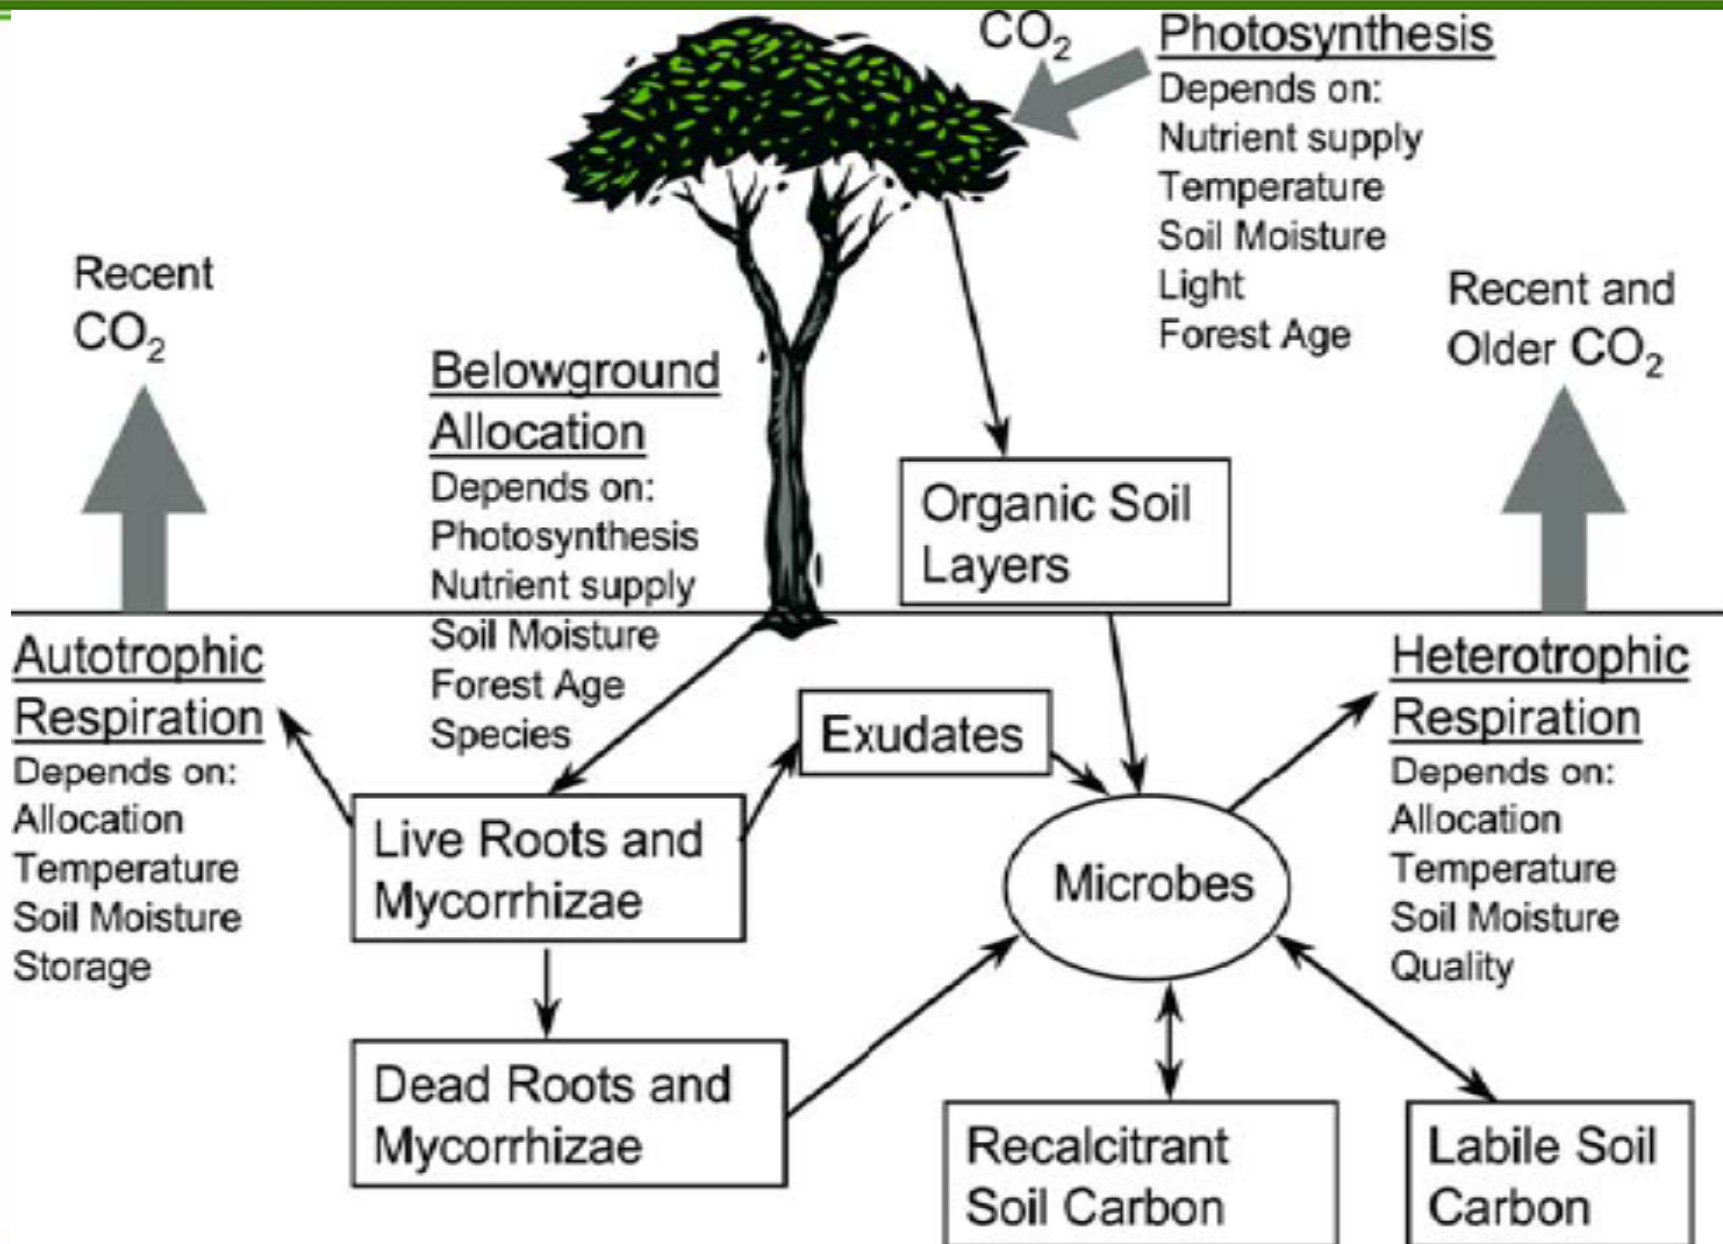 CO₂
Photosynthesis
Depends on:
Nutrient supply
Temperature
Soil Moisture
Light
Forest Age
Recent
CO₂
Recent and
Older CO₂
Belowground
Allocation
Depends on:
Photosynthesis
Nutrient supply
Soil Moisture
Forest Age
Species
Organic Soil
Layers
Autotrophic
Respiration
Depends on:
Allocation
Temperature
Soil Moisture
Storage
Exudates
Heterotrophic
Respiration
Depends on:
Allocation
Temperature
Soil Moisture
Quality
Live Roots and
Mycorrhizae
Microbes
Dead Roots and
Mycorrhizae
Recalcitrant
Soil Carbon
Labile Soil
Carbon